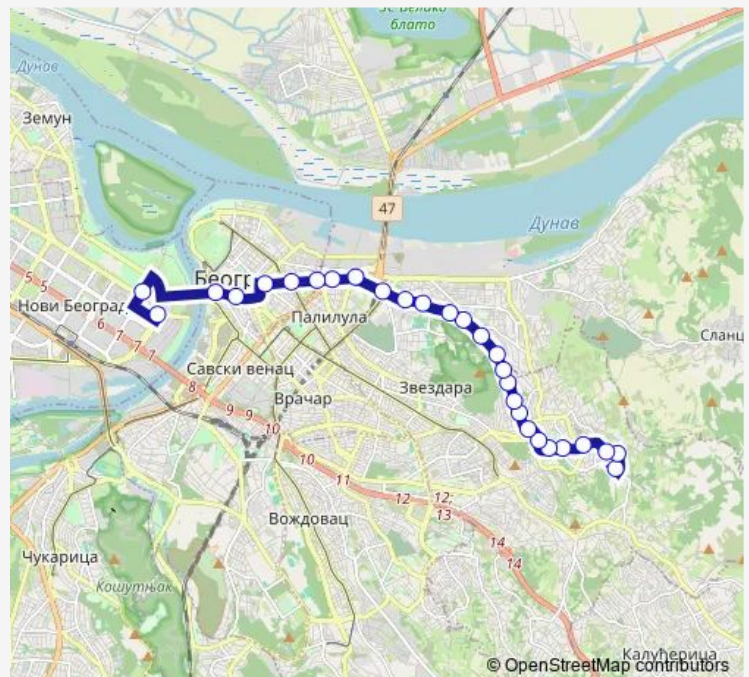 блато
Дунав
Земун
47
Дунав
5 5
Београ
Нови Београд
Палилула
Сланц
6 7 7 7
Савски венац
Звездара
8
Врачар
9 9 10
10
11
12
12,
13
Вождовац
14
14
Чукарица
Кошутњак
Калуђерица
© OpenStreetMap contributors